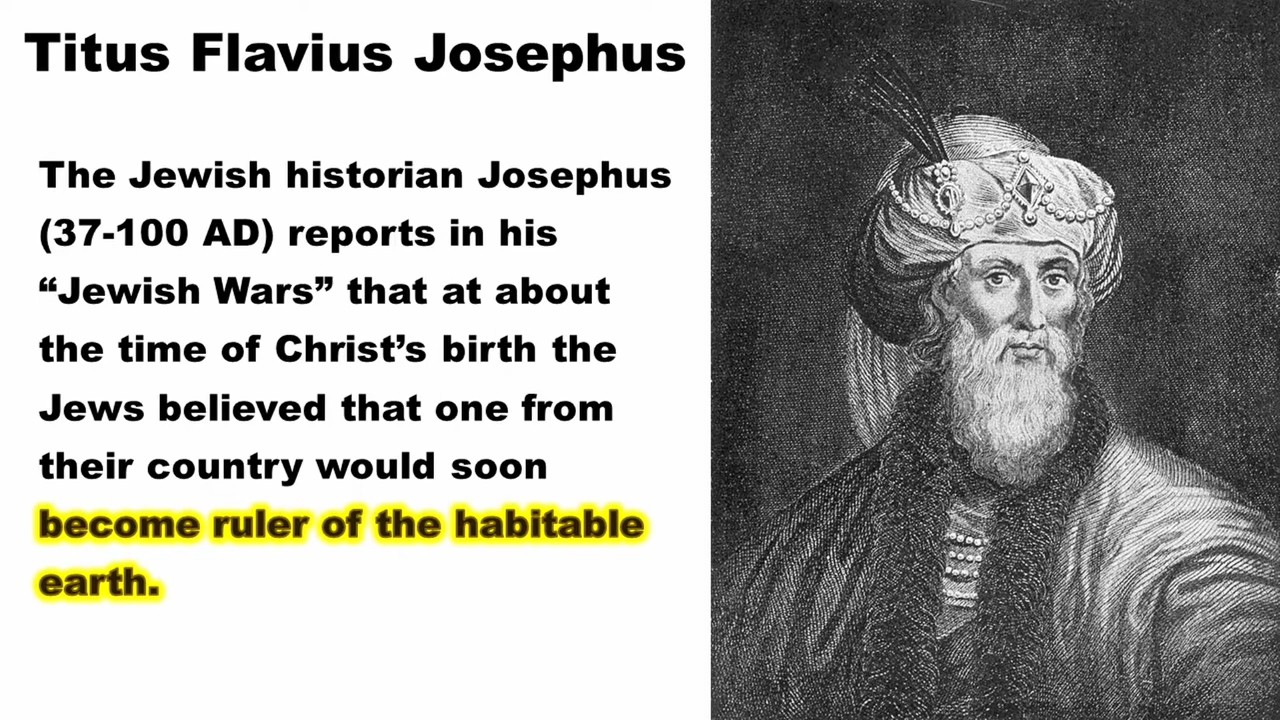 Titus Flavius Josephus
The Jewish historian Josephus
(37-100 AD) reports in his
“Jewish Wars” that at about
the time of Christ’s birth the
Jews believed that one from
their country would soon
become ruler of the habitable
earth.